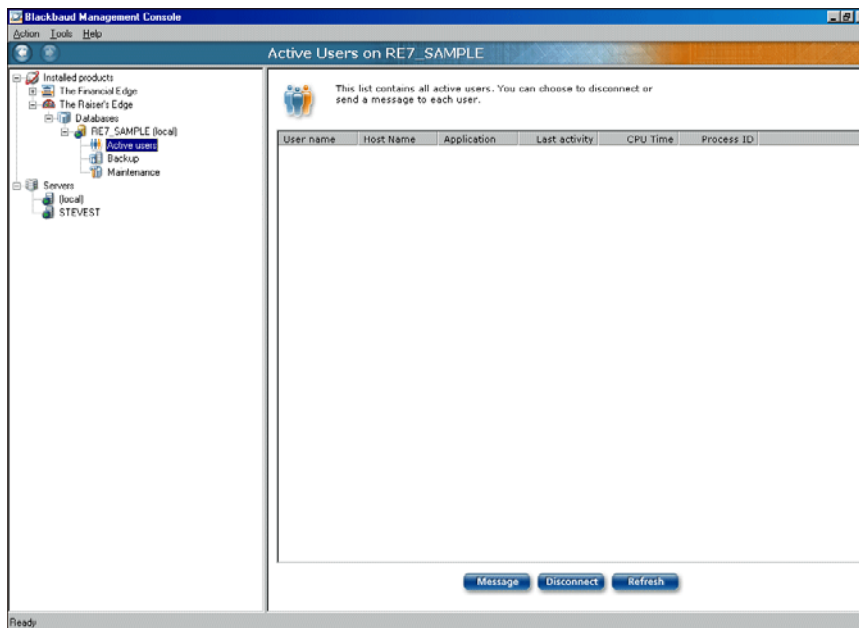 Blackbaud Management Console
Action Tools Help
Active Users on RE7_SAMPLE
Installed products
The Financial Edge
The Raiser's Edge
Databases
RE7_SAMPLE (local)
Active users
Backup
Maintenance
Servers
(local)
STEVEST
This list contains all active users. You can choose to disconnect or
send a message to each user.
User name Host Name Application Last activity CPU Time Process ID
Message Disconnect Refresh
Ready